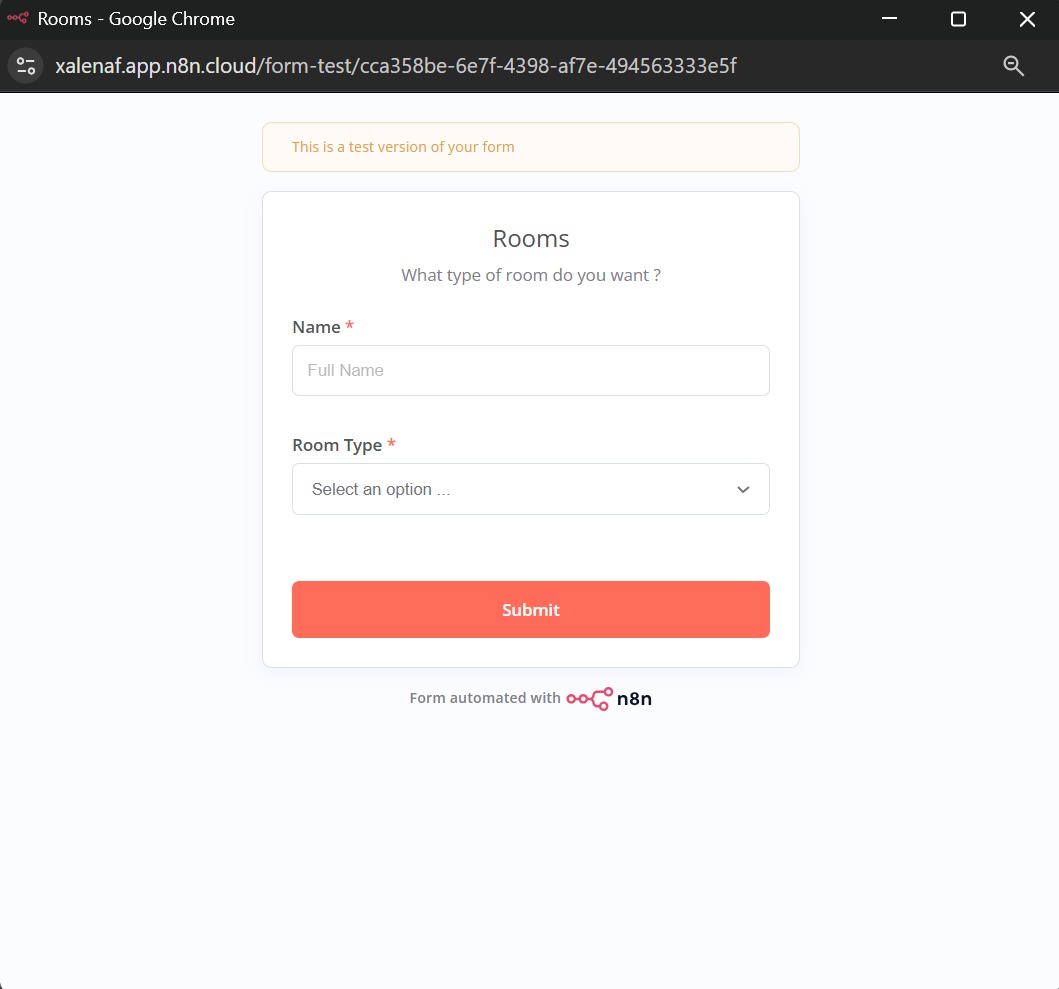 Rooms - Google Chrome
xalenaf.app.n8n.cloud/form-test/cca358be-6e7f-4398-af7e-494563333e5f
This is a test version of your form
Rooms
What type of room do you want ?
Name *
Full Name
Room Type *
Select an option ...
Submit
Form automated with n8n